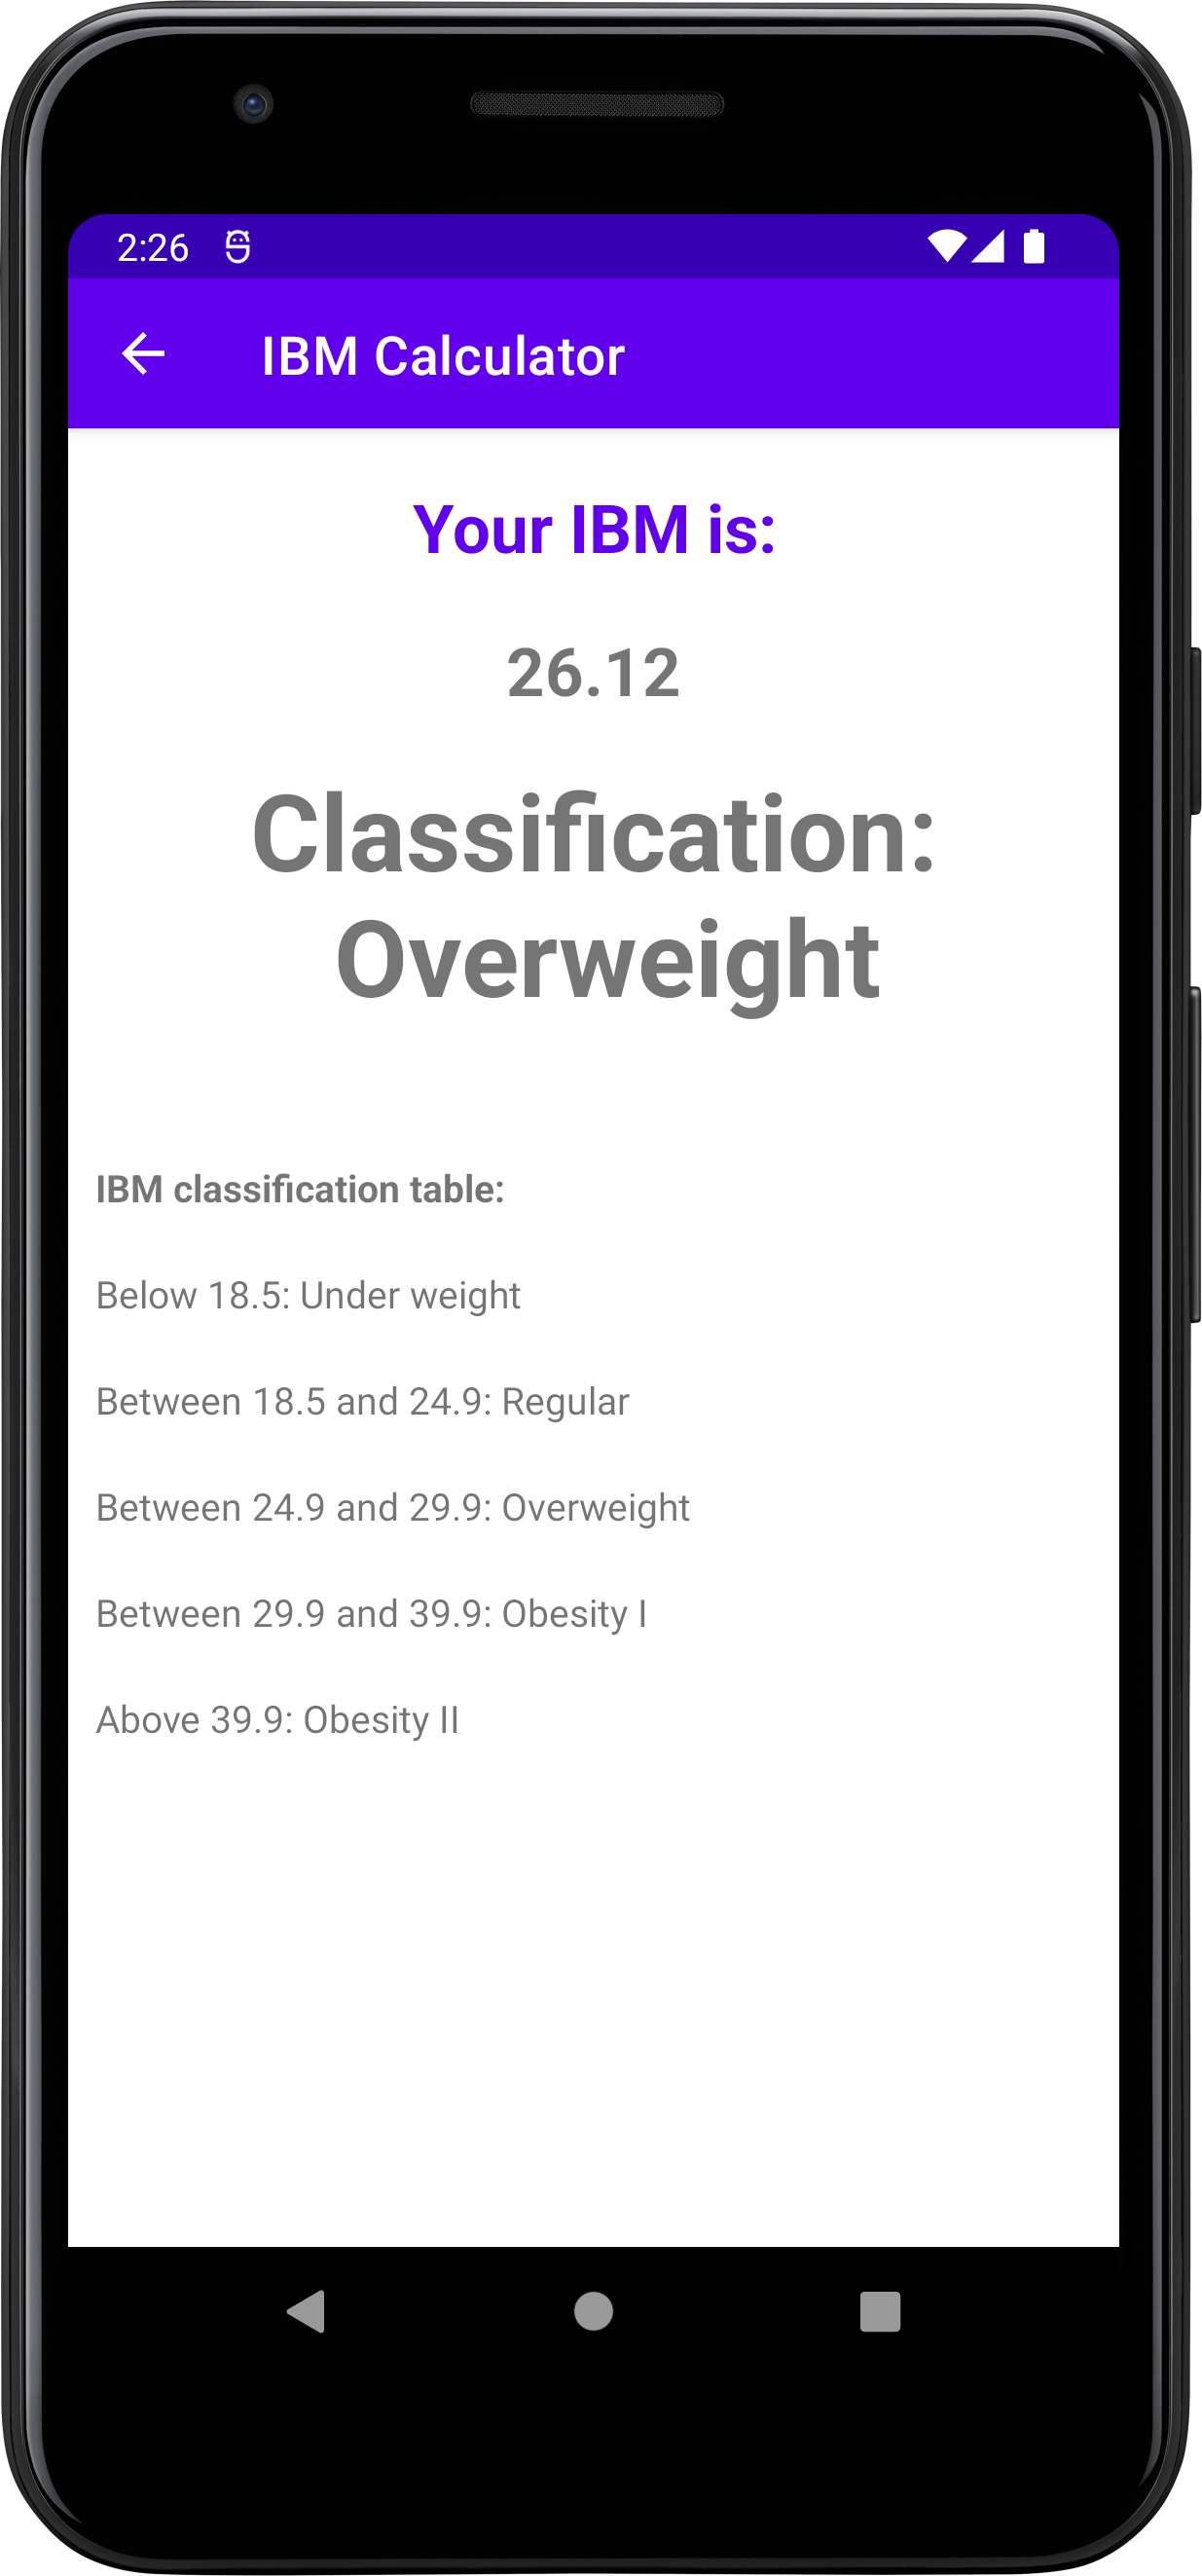 2:26
IBM Calculator
Your IBM is:
26.12
Classification:
Overweight
IBM classification table:
Below 18.5: Under weight
Between 18.5 and 24.9: Regular
Between 24.9 and 29.9: Overweight
Between 29.9 and 39.9: Obesity I
Above 39.9: Obesity II